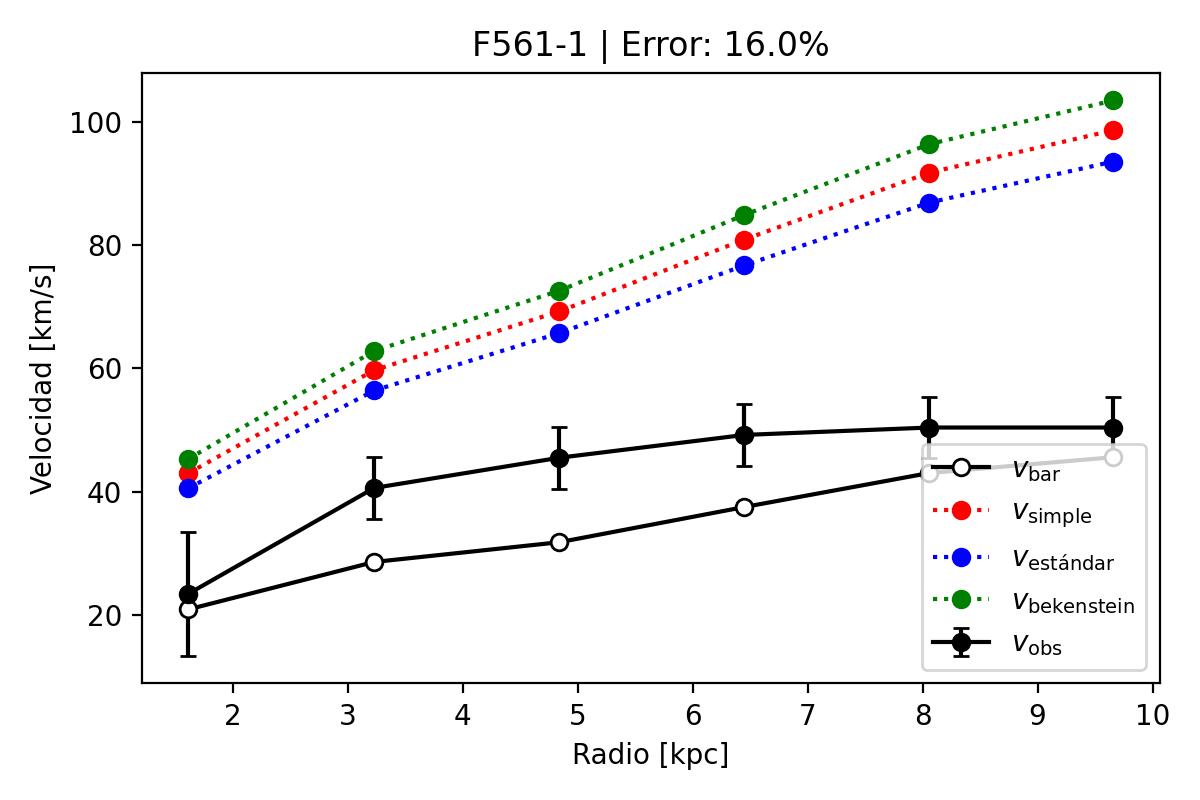 F561-1 | Error: 16.0%
Velocidad [km/s]
100
80
60
40
20
v_bar
v_simple
v_estándar
v_bekenstein
v_obs
2 3 4 5 6 7 8 9 10
Radio [kpc]